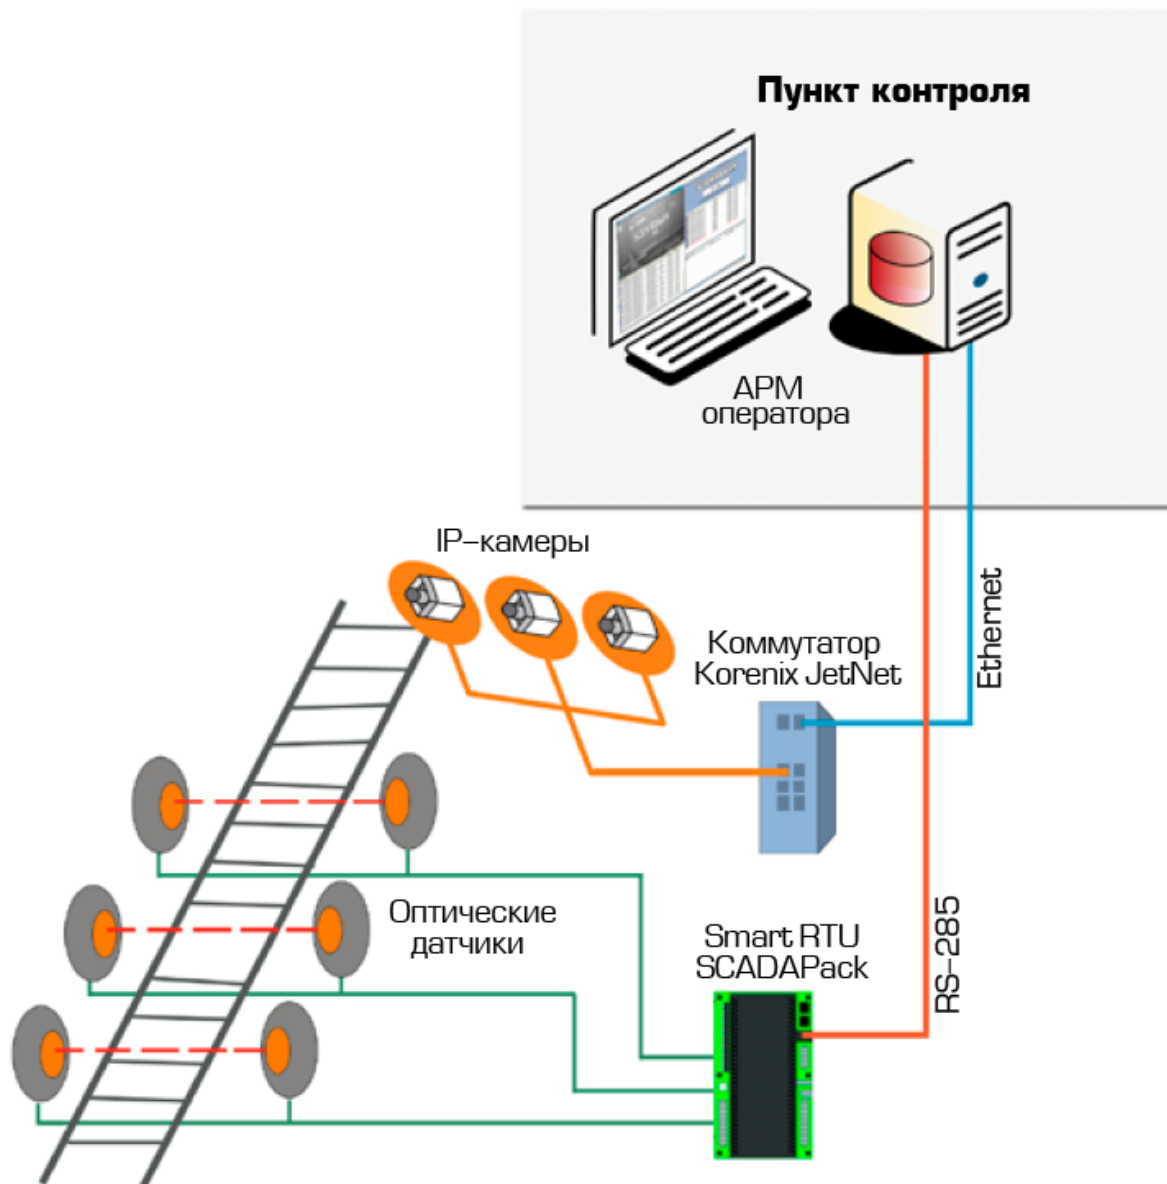 Пункт контроля
АРМ
оператора
IP-камеры
Коммутатор
Korenix JetNet
Ethernet
Оптические
датчики
Smart RTU
SCADAPack
RS-285